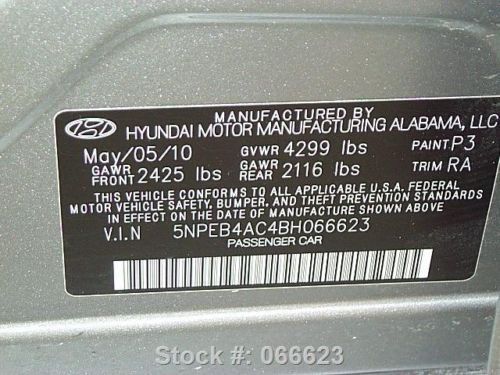 MANUFACTURED BY
HYUNDAI MOTOR MANUFACTURING ALABAMA, LLC
May/05/10 GVWR 4299 lbs PAINT P3
GAWR FRONT 2425 lbs GAWR REAR 2116 lbs TRIM RA
THIS VEHICLE CONFORMS TO ALL APPLICABLE U.S.A. FEDERAL
MOTOR VEHICLE SAFETY, BUMPER, AND THEFT PREVENTION STANDARDS
IN EFFECT ON THE DATE OF MANUFACTURE SHOWN ABOVE.
V.I.N 5NPEB4AC4BH066623
PASSENGER CAR
Stock #: 066623